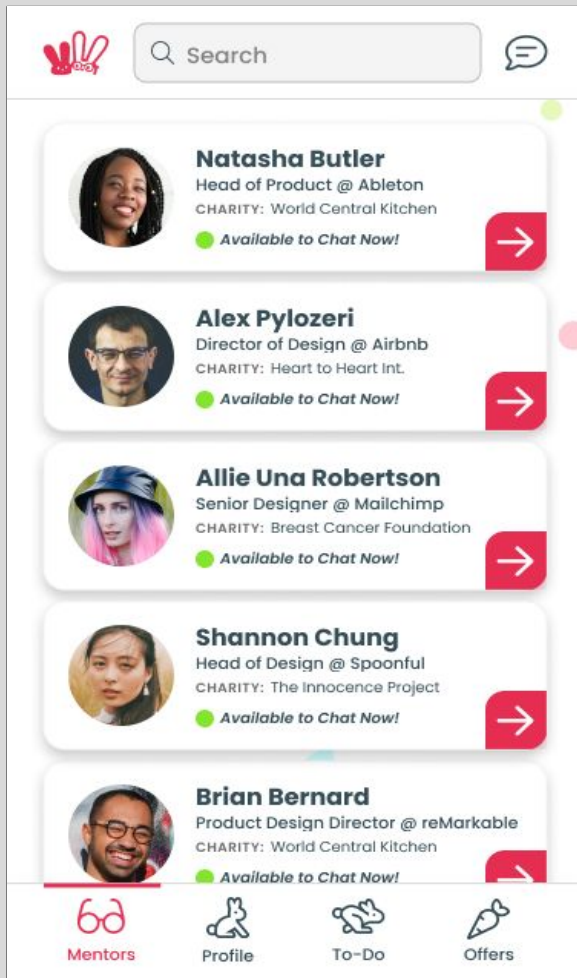 Search
Natasha Butler
Head of Product @ Ableton
CHARITY: World Central Kitchen
Available to Chat Now!
Alex Pylozeri
Director of Design @ Airbnb
CHARITY: Heart to Heart Int.
Available to Chat Now!
Allie Una Robertson
Senior Designer @ Mailchimp
CHARITY: Breast Cancer Foundation
Available to Chat Now!
Shannon Chung
Head of Design @ Spoonful
CHARITY: The Innocence Project
Available to Chat Now!
Brian Bernard
Product Design Director @ reMarkable
CHARITY: World Central Kitchen
Available to Chat Now!
Mentors
Profile
To-Do
Offers